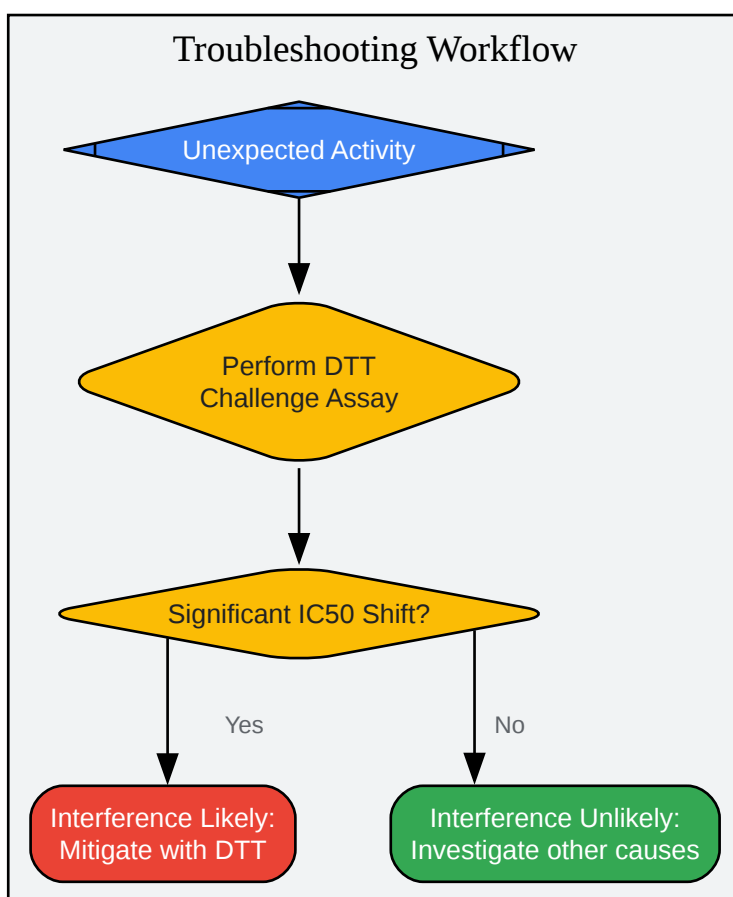 Troubleshooting Workflow
Unexpected Activity
Perform DTT
Challenge Assay
Significant IC50 Shift?
Yes
No
Interference Likely:
Mitigate with DTT
Interference Unlikely:
Investigate other causes